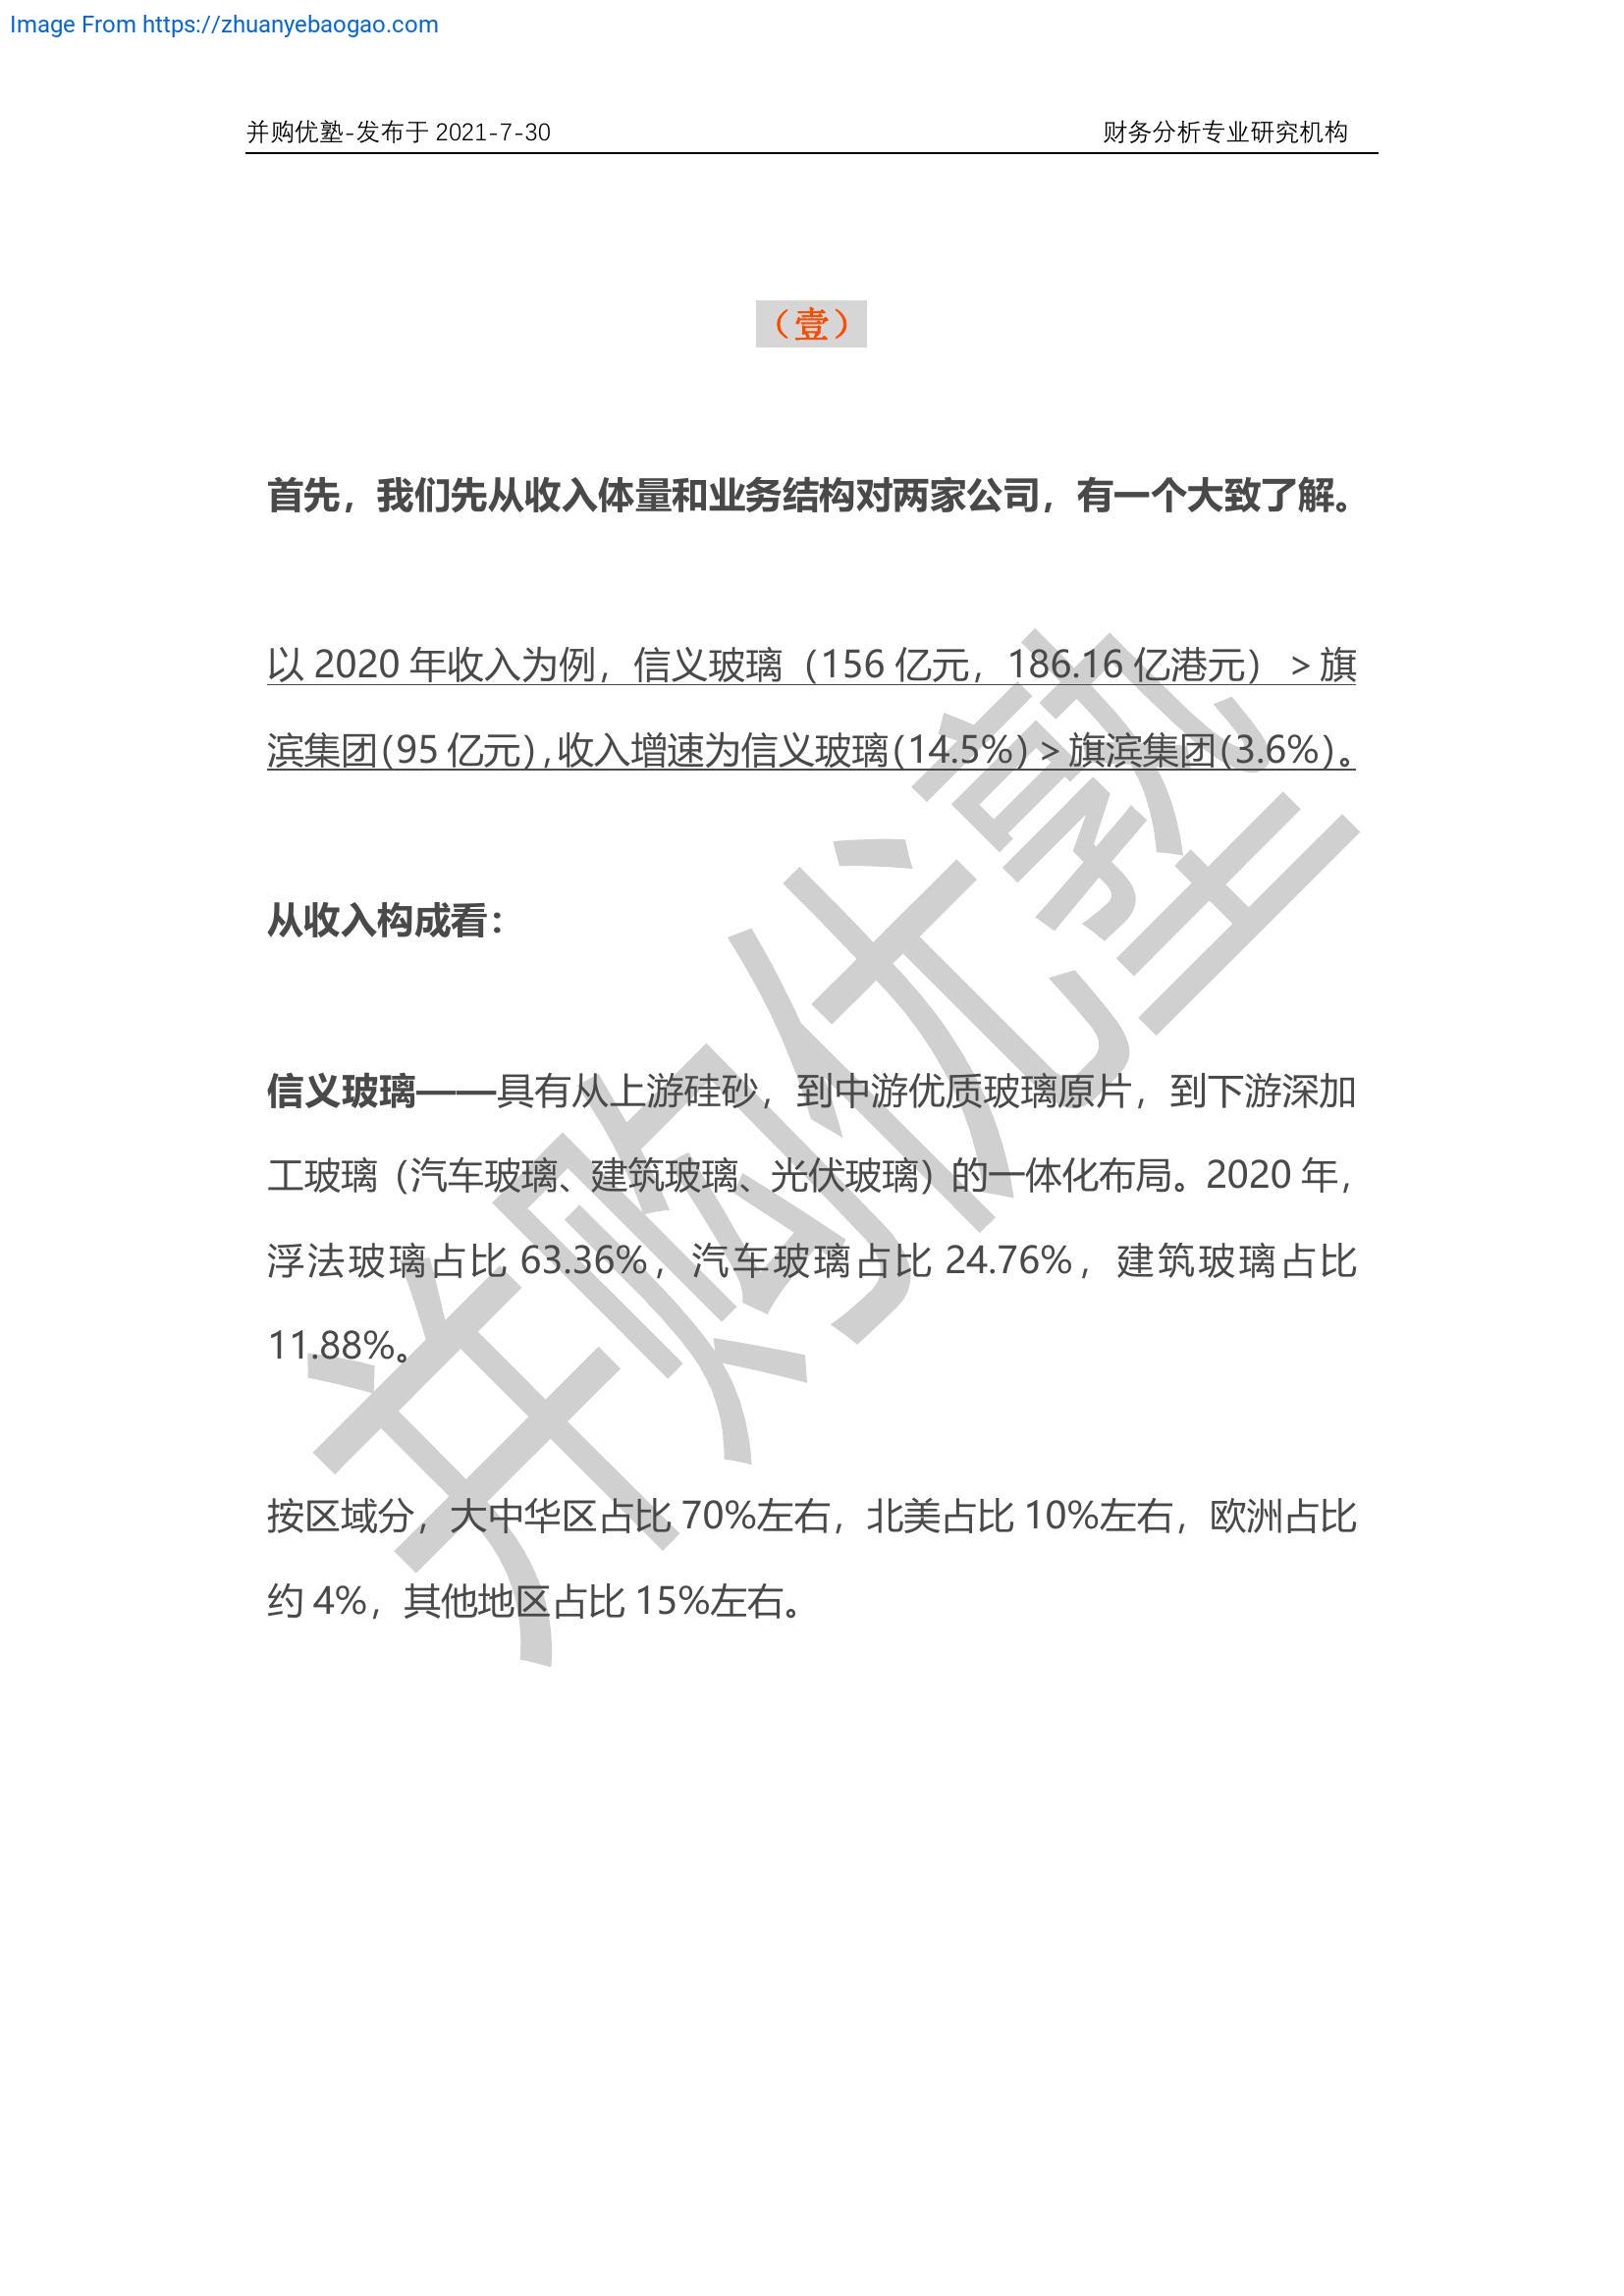 Image From https://zhuanyebaogao.com
并购优塾-发布于 2021-7-30 财务分析专业研究机构
（壹）
首先，我们先从收入体量和业务结构对两家公司，有一个大致了解。
以 2020 年收入为例，信义玻璃（156 亿元，186.16 亿港元）＞旗
滨集团（95 亿元），收入增速为信义玻璃（14.5%）＞旗滨集团（3.6%）。
从收入构成看：
信义玻璃——具有从上游硅砂，到中游优质玻璃原片，到下游深加
工玻璃（汽车玻璃、建筑玻璃、光伏玻璃）的一体化布局。2020 年，
浮法玻璃占比 63.36%，汽车玻璃占比 24.76%，建筑玻璃占比
11.88%。
按区域分，大中华区占比 70%左右，北美占比 10%左右，欧洲占比
约 4%，其他地区占比 15%左右。
并购优塾